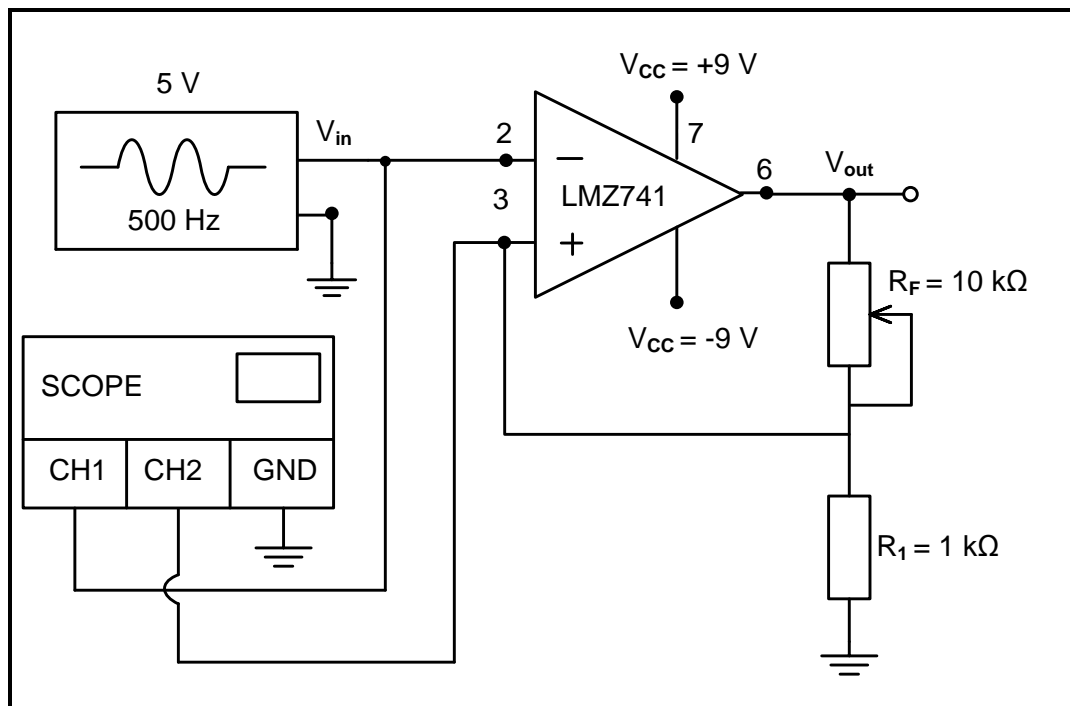 5 V
V_CC = +9 V
V_in
2
7
3
LMZ741
6
V_out
500 Hz
R_F = 10 kΩ
V_CC = -9 V
SCOPE
CH1
CH2
GND
R_1 = 1 kΩ